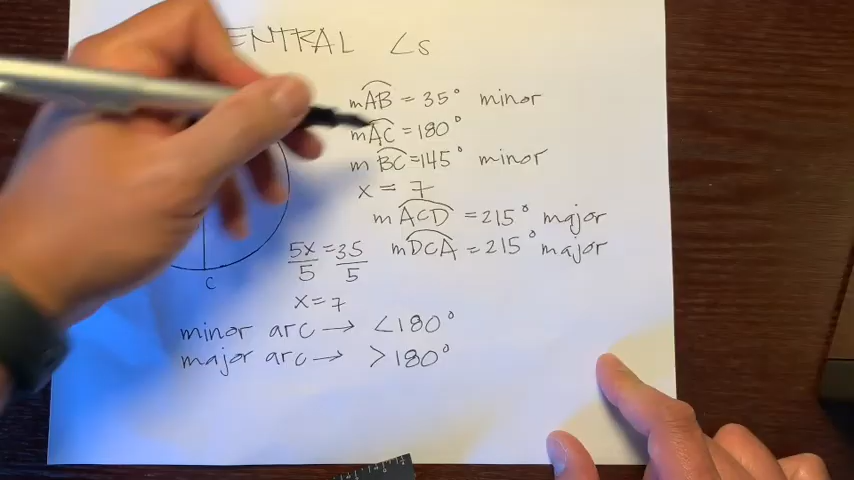 ENTRAL ∠S
mAB = 35° minor
mAC = 180°
mBC = 145° minor
x = 7
mACD = 215° major
5x = 35 mDCA = 215° major
5 5
x = 7
minor arc → <180°
major arc → >180°
C